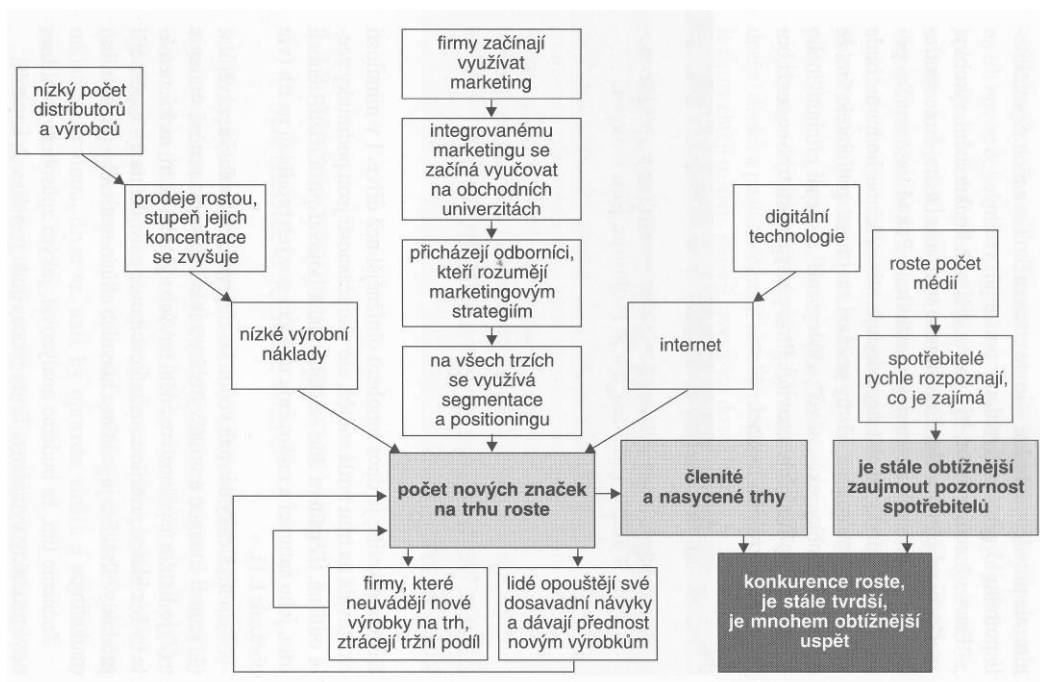 firmy začínají
využívat
marketing
nízký počet
distributorů
a výrobců
integrovanému
marketingu se
začíná vyučovat
na obchodních
univerzitách
prodeje rostou,
stupeň jejich
koncentrace
se zvyšuje
digitální
technologie
přicházejí odborníci,
kteří rozumějí
marketingovým
strategiím
roste počet
médií
nízké výrobní
náklady
na všech trzích
se využívá
segmentace
a positioningu
internet
spotřebitelé
rychle rozpoznají,
co je zajímá
počet nových značek
na trhu roste
členité
a nasycené trhy
je stále obtížnější
zaujmout pozornost
spotřebitelů
firmy, které
neuvádějí nové
výrobky na trh,
ztrácejí tržní podíl
lidé opouštějí své
dosavadní návyky
a dávají přednost
novým výrobkům
konkurence roste,
je stále tvrdší,
je mnohem obtížnější
uspět